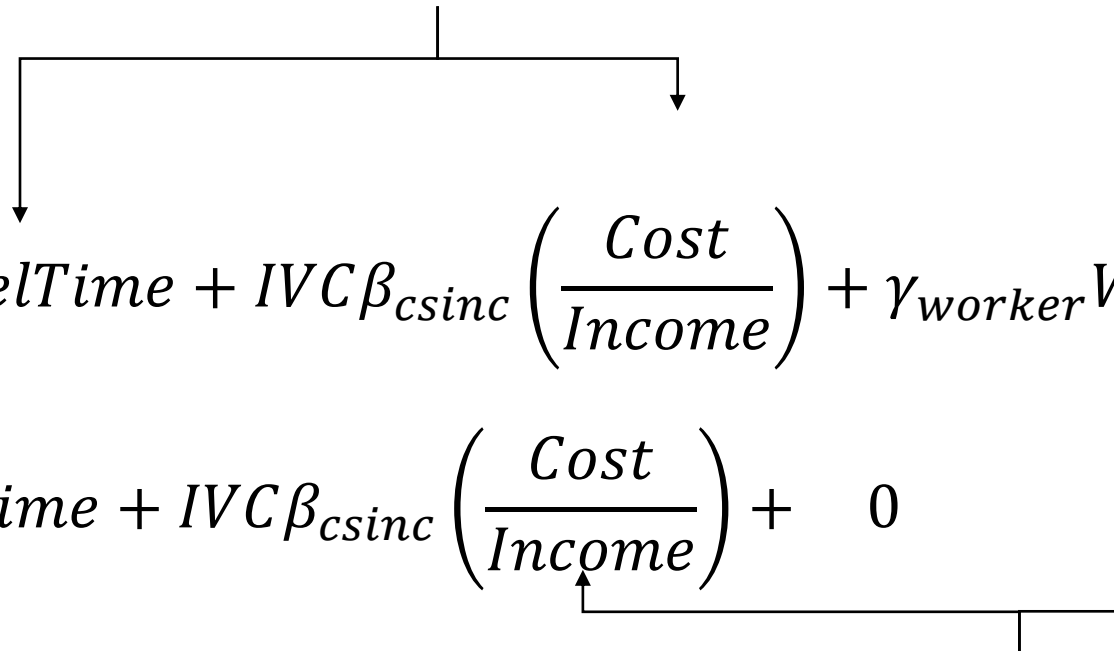 elTime + IVCβ_csinc (Cost / Income) + γ_worker
ime + IVCβ_csinc (Cost / Income) + 0